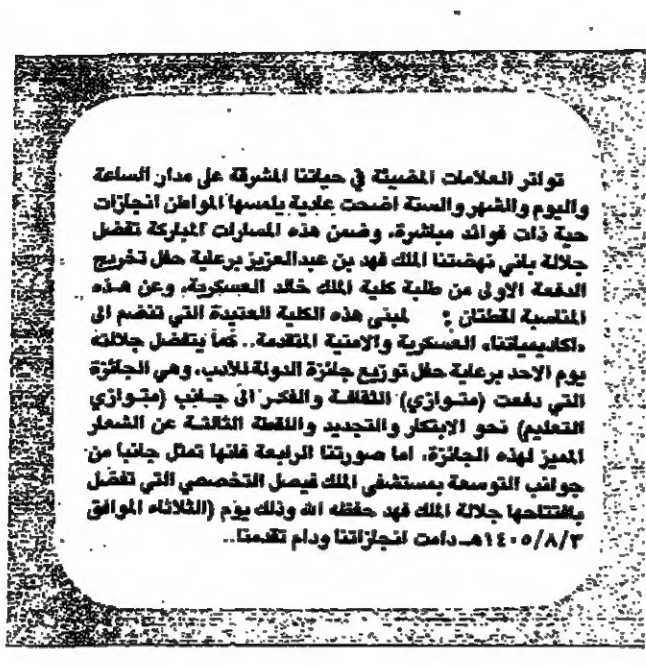 تواتر العلامات المضيئة في حياتنا المشرقة على مدار الساعة
واليوم والشهر والسنة اضحت عادية يلمسها المواطن انجازات
حية ذات فوائد مباشرة، وضمن هذه المسارات المباركة تفضل
جلالة باني نهضتنا الملك فهد بن عبدالعزيز برعاية حفل تخريج
الدفعة الاولى من طلبة كلية الملك خالد العسكرية، وعن هذه
المناسبة لقطتان : لمبنى هذه الكلية العتيدة التي تنضم الى
«اكاديمياتنا» العسكرية والامنية المتقدمة.. كما يتفضل جلالته
يوم الاحد برعاية حفل توزيع جائزة الدولة للأدب، وهي الجائزة
التي دفعت (متوازي) الثقافة والفكر الى جانب (متوازي
التعليم) نحو الابتكار والتجديد واللقطة الثالثة عن الشعار
المميز لهذه الجائزة، اما صورتنا الرابعة فانها تمثل جانبا من
جوانب التوسعة بمستشفى الملك فيصل التخصصي التي تفضل
بافتتاحها جلالة الملك فهد حفظه الله وذلك يوم (الثلاثاء الموافق
١٤٠٥/٨/٣هـ دامت انجازاتنا ودام تقدمنا..